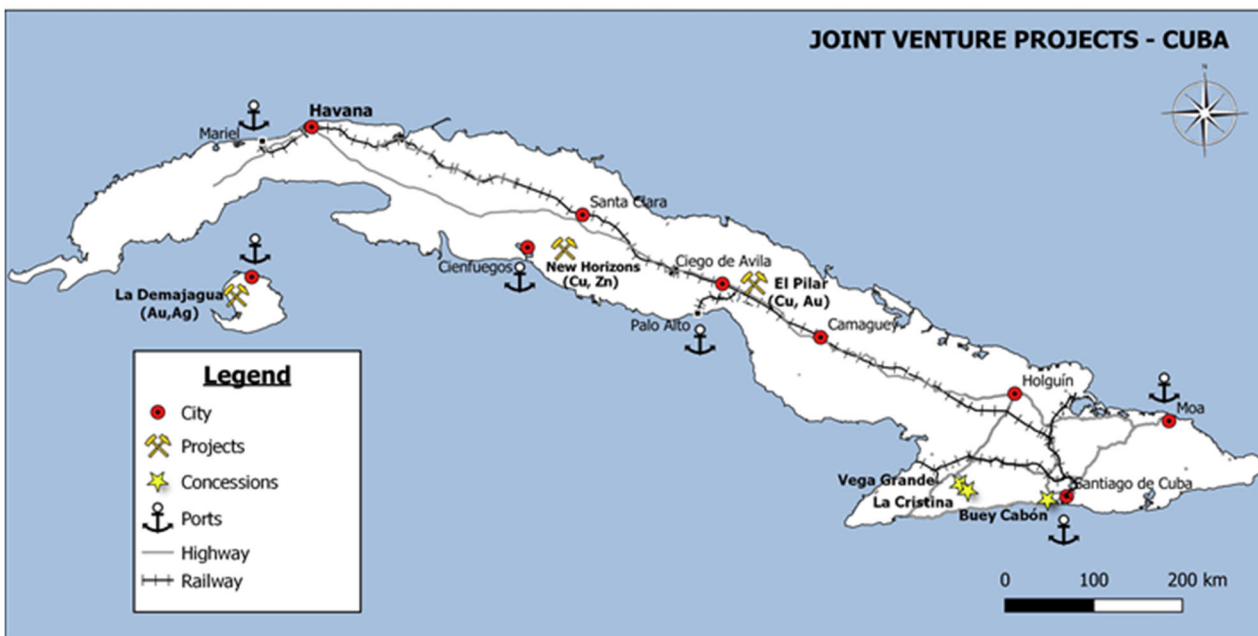 JOINT VENTURE PROJECTS - CUBA
N
Havana
Mariel
Santa Clara
Cienfuegos
New Horizons
(Cu, Zn)
Ciego de Avila
El Pilar
(Cu, Au)
La Demajagua
(Au,Ag)
Palo Alto
Camaguey
Holguín
Moa
Vega Grande
La Cristina
Buey Cabón
Santiago de Cuba
Legend
City
Projects
Concessions
Ports
Highway
Railway
0 100 200 km